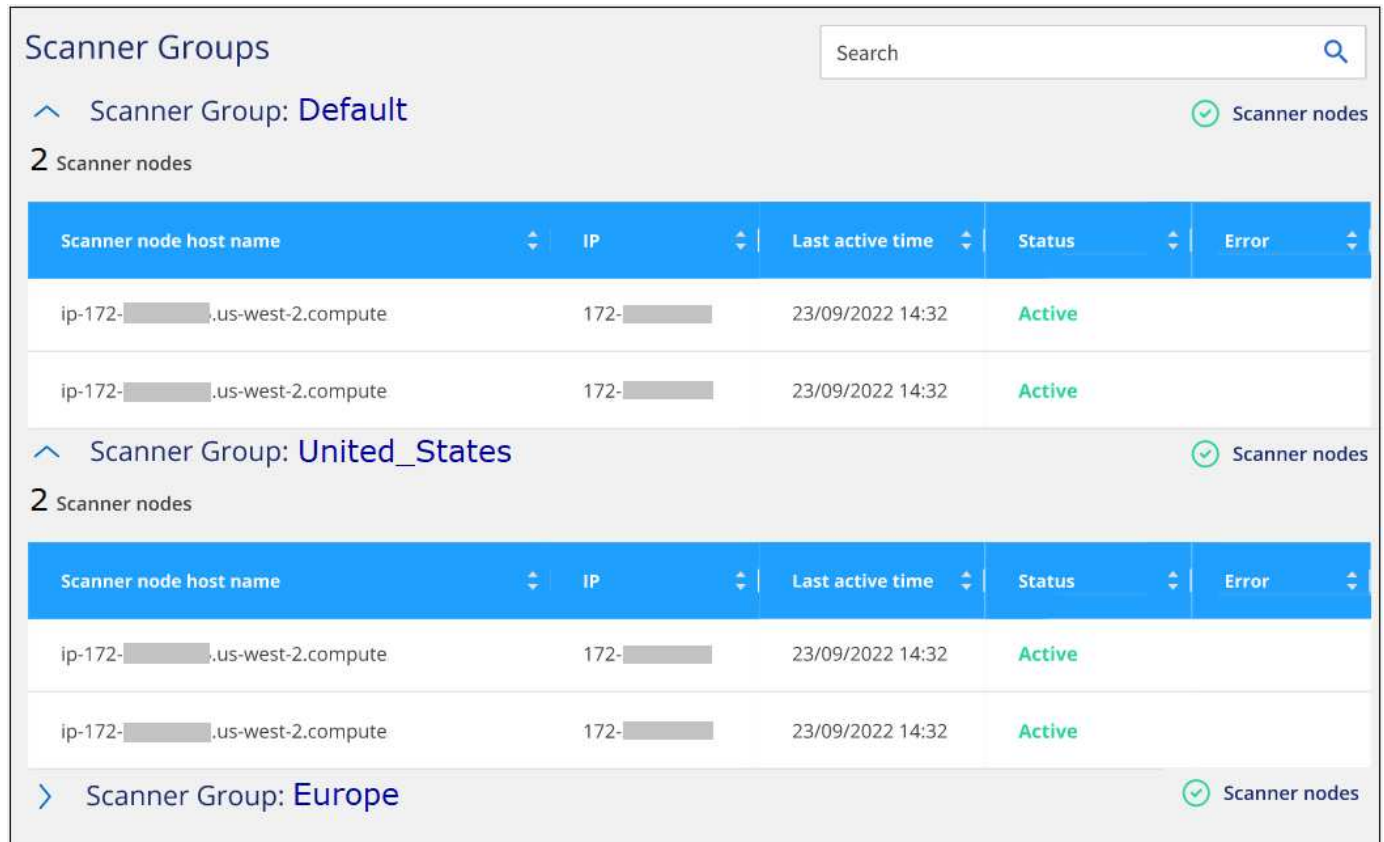 Scanner Groups
Search
Scanner Group: Default
Scanner nodes
2 Scanner nodes
Scanner node host name IP Last active time Status Error
ip-172- .us-west-2.compute 172- 23/09/2022 14:32 Active
ip-172- .us-west-2.compute 172- 23/09/2022 14:32 Active
Scanner Group: United_States
Scanner nodes
2 Scanner nodes
Scanner node host name IP Last active time Status Error
ip-172- .us-west-2.compute 172- 23/09/2022 14:32 Active
ip-172- .us-west-2.compute 172- 23/09/2022 14:32 Active
Scanner Group: Europe
Scanner nodes